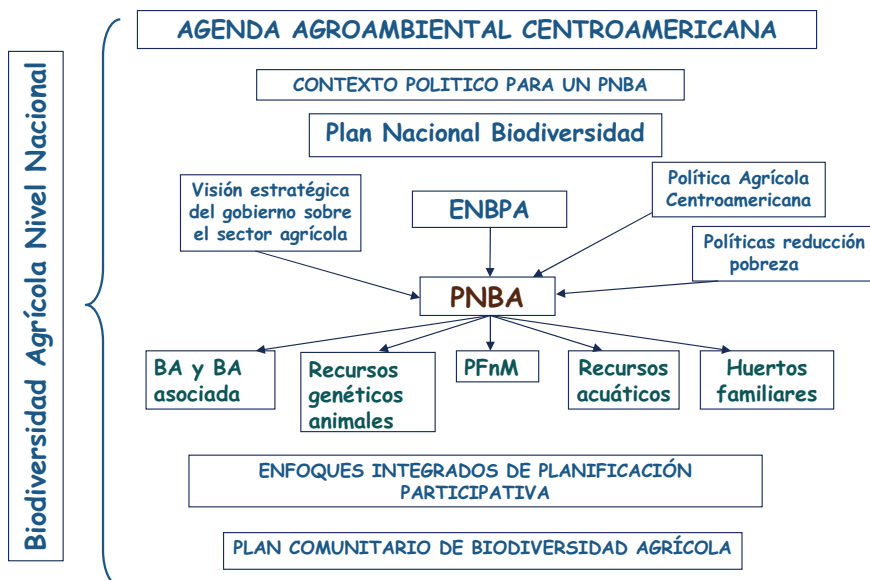 AGENDA AGROAMBIENTAL CENTROAMERICANA
Biodiversidad Agrícola Nivel Nacional
CONTEXTO POLITICO PARA UN PNBA
Plan Nacional Biodiversidad
Visión estratégica
del gobierno sobre
el sector agrícola
ENBPA
Política Agrícola
Centroamericana
Políticas reducción
pobreza
PNBA
BA y BA
asociada
Recursos
genéticos
animales
PFnM
Recursos
acuáticos
Huertos
familiares
ENFOQUES INTEGRADOS DE PLANIFICACIÓN
PARTICIPATIVA
PLAN COMUNITARIO DE BIODIVERSIDAD AGRÍCOLA